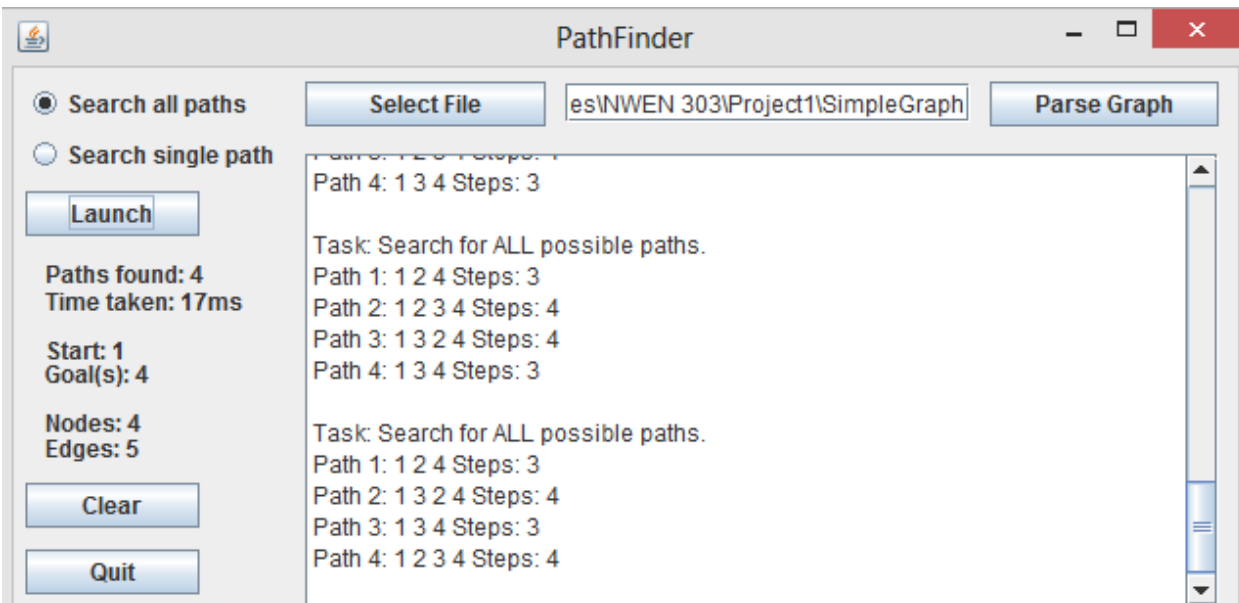 PathFinder
Search all paths
Select File
es\NWEN 303\Project1\SimpleGraph
Parse Graph
Search single path
Launch
Paths found: 4
Time taken: 17ms
Start: 1
Goal(s): 4
Nodes: 4
Edges: 5
Clear
Quit
Path 4: 1 3 4 Steps: 3
Task: Search for ALL possible paths.
Path 1: 1 2 4 Steps: 3
Path 2: 1 2 3 4 Steps: 4
Path 3: 1 3 2 4 Steps: 4
Path 4: 1 3 4 Steps: 3
Task: Search for ALL possible paths.
Path 1: 1 2 4 Steps: 3
Path 2: 1 3 2 4 Steps: 4
Path 3: 1 3 4 Steps: 3
Path 4: 1 2 3 4 Steps: 4